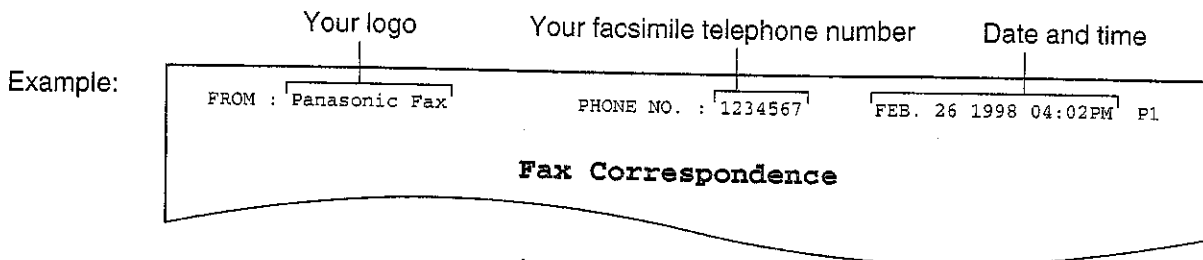 Your logo Your facsimile telephone number Date and time
Example:
FROM : Panasonic Fax PHONE NO. : 1234567 FEB. 26 1998 04:02PM P1
Fax Correspondence